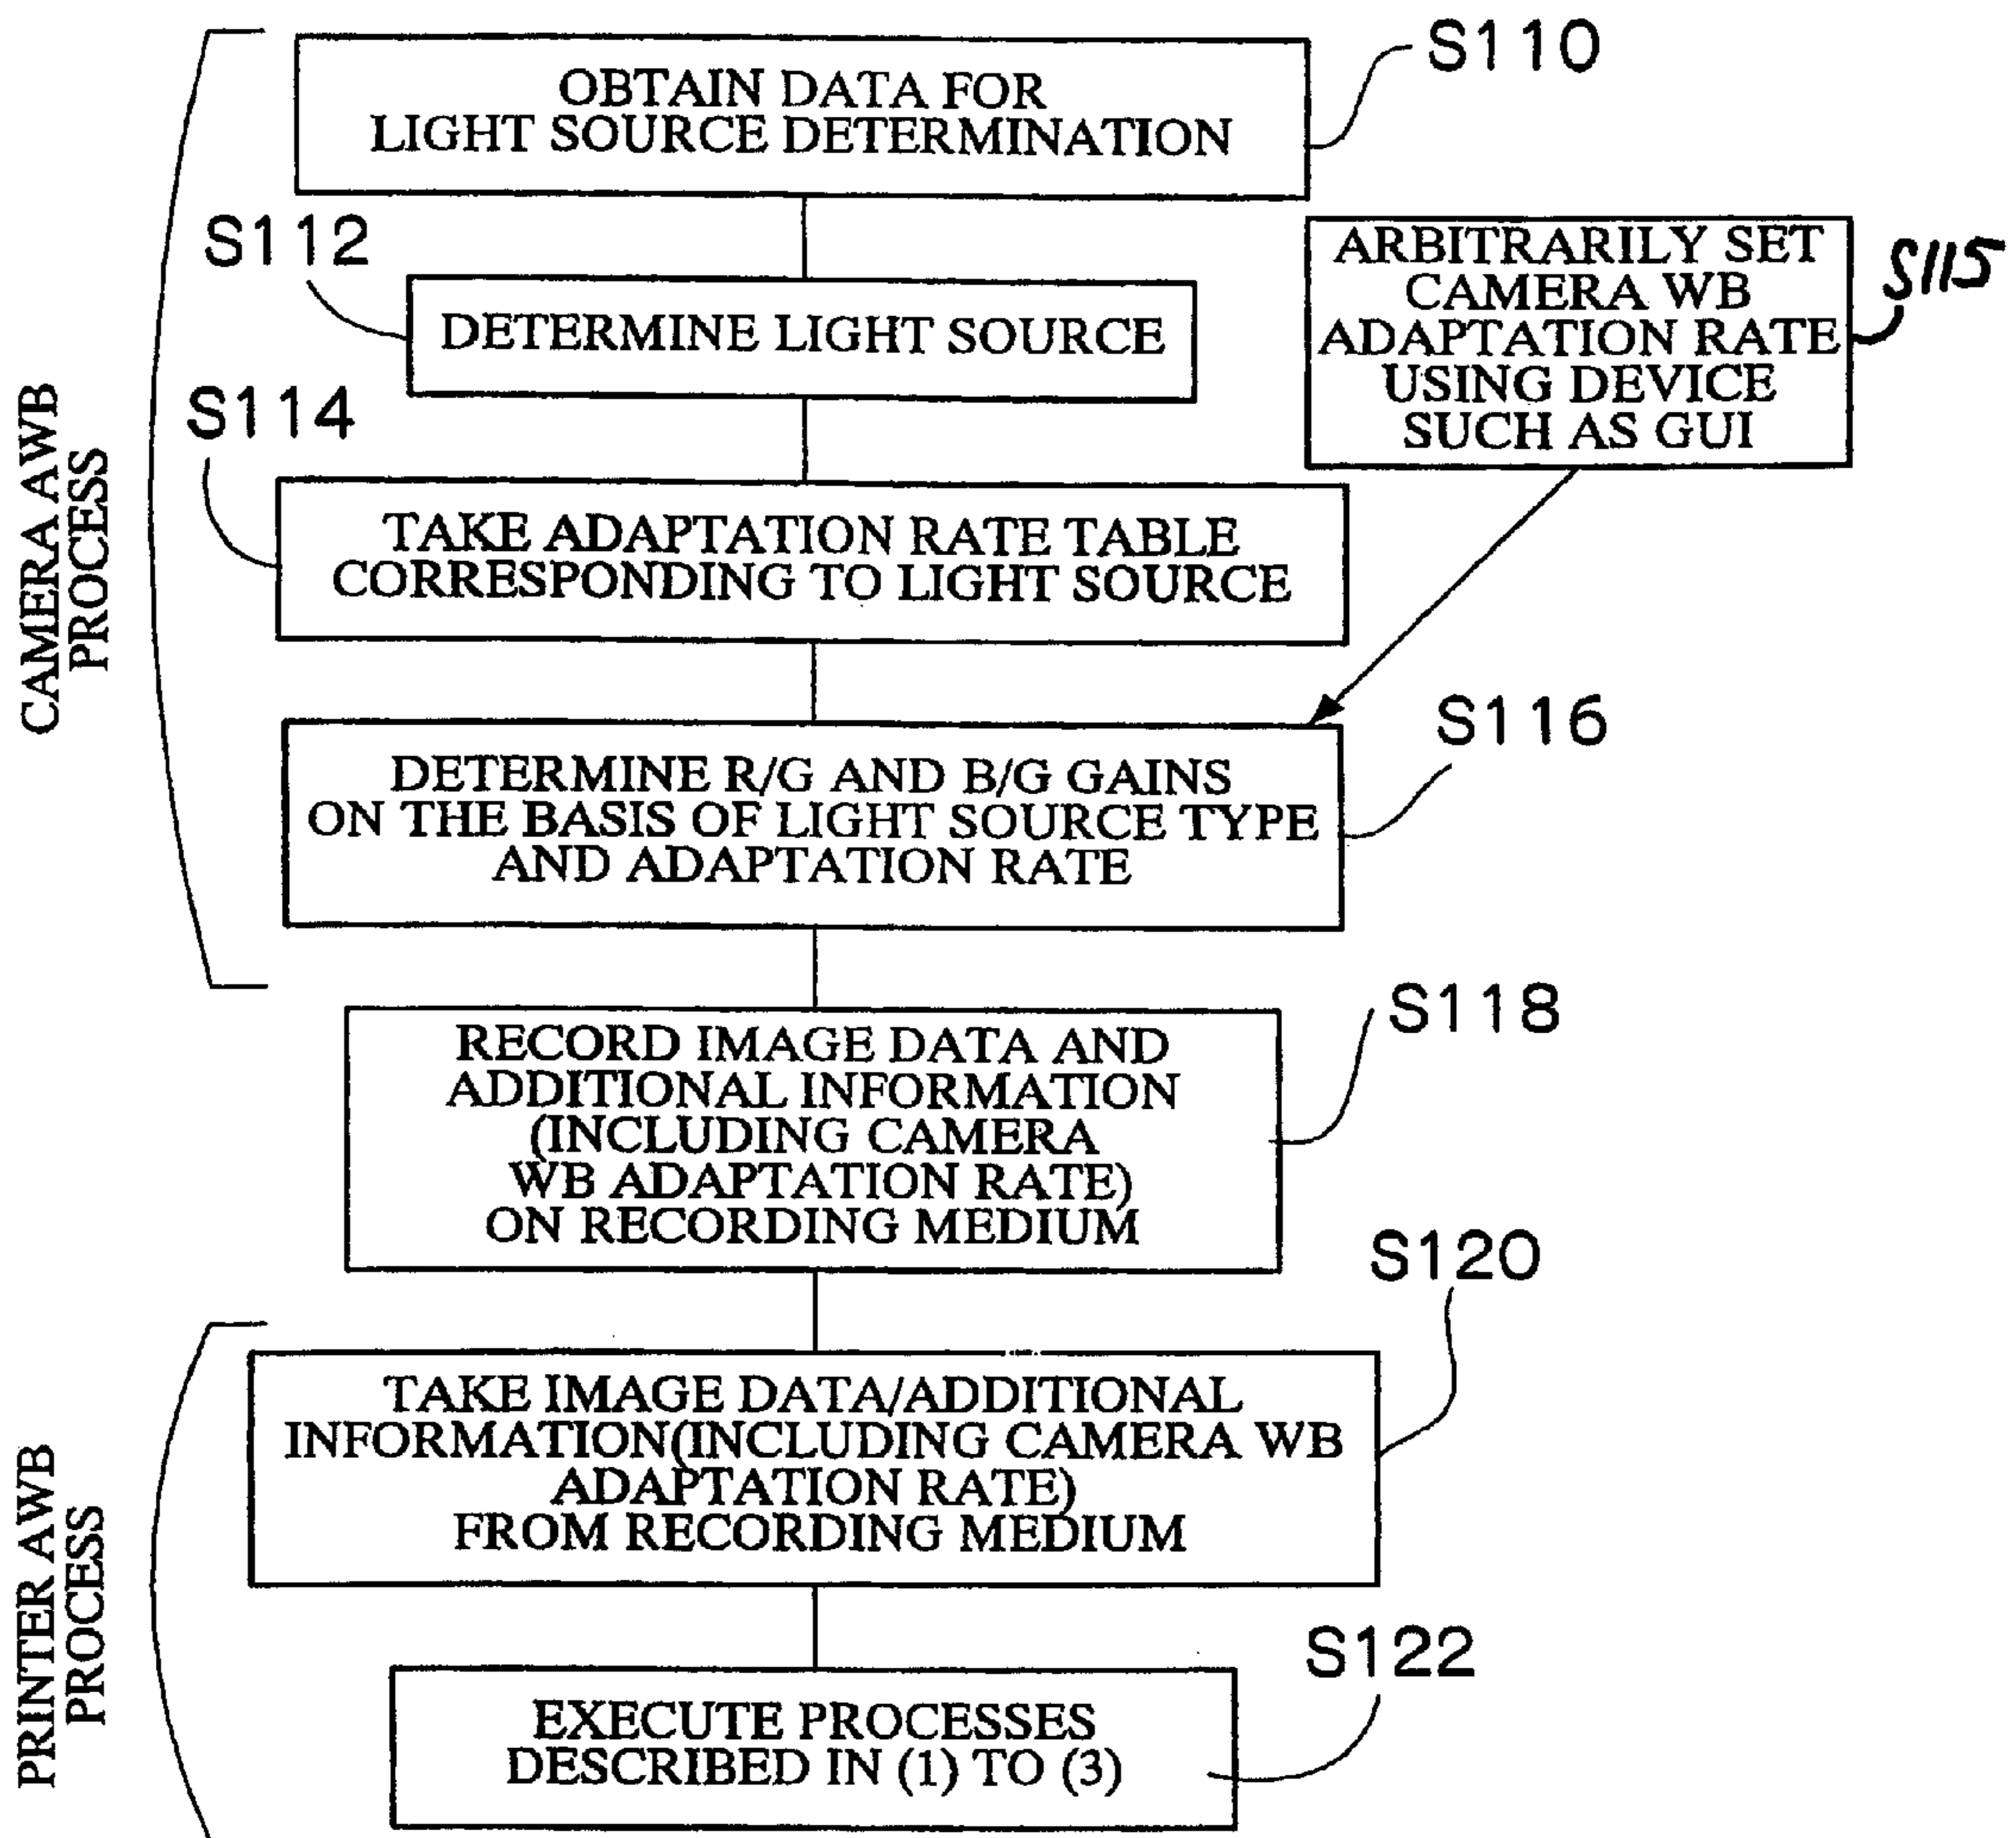 S110
OBTAIN DATA FOR
LIGHT SOURCE DETERMINATION
S112
DETERMINE LIGHT SOURCE
ARBITRARILY SET
CAMERA WB
ADAPTATION RATE
USING DEVICE
SUCH AS GUI
S115
CAMERA AWB
PROCESS
S114
TAKE ADAPTATION RATE TABLE
CORRESPONDING TO LIGHT SOURCE
S116
DETERMINE R/G AND B/G GAINS
ON THE BASIS OF LIGHT SOURCE TYPE
AND ADAPTATION RATE
S118
RECORD IMAGE DATA AND
ADDITIONAL INFORMATION
(INCLUDING CAMERA
WB ADAPTATION RATE)
ON RECORDING MEDIUM
S120
PRINTER AWB
PROCESS
TAKE IMAGE DATA/ADDITIONAL
INFORMATION(INCLUDING CAMERA WB
ADAPTATION RATE)
FROM RECORDING MEDIUM
S122
EXECUTE PROCESSES
DESCRIBED IN (1) TO (3)